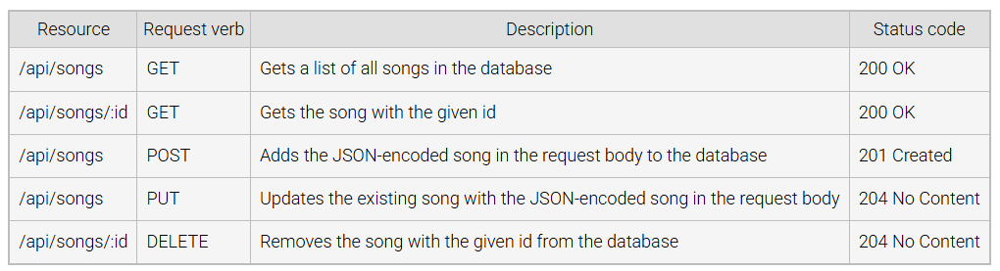 Resource Request verb Description Status code
/api/songs GET Gets a list of all songs in the database 200 OK
/api/songs/:id GET Gets the song with the given id 200 OK
/api/songs POST Adds the JSON-encoded song in the request body to the database 201 Created
/api/songs PUT Updates the existing song with the JSON-encoded song in the request body 204 No Content
/api/songs/:id DELETE Removes the song with the given id from the database 204 No Content